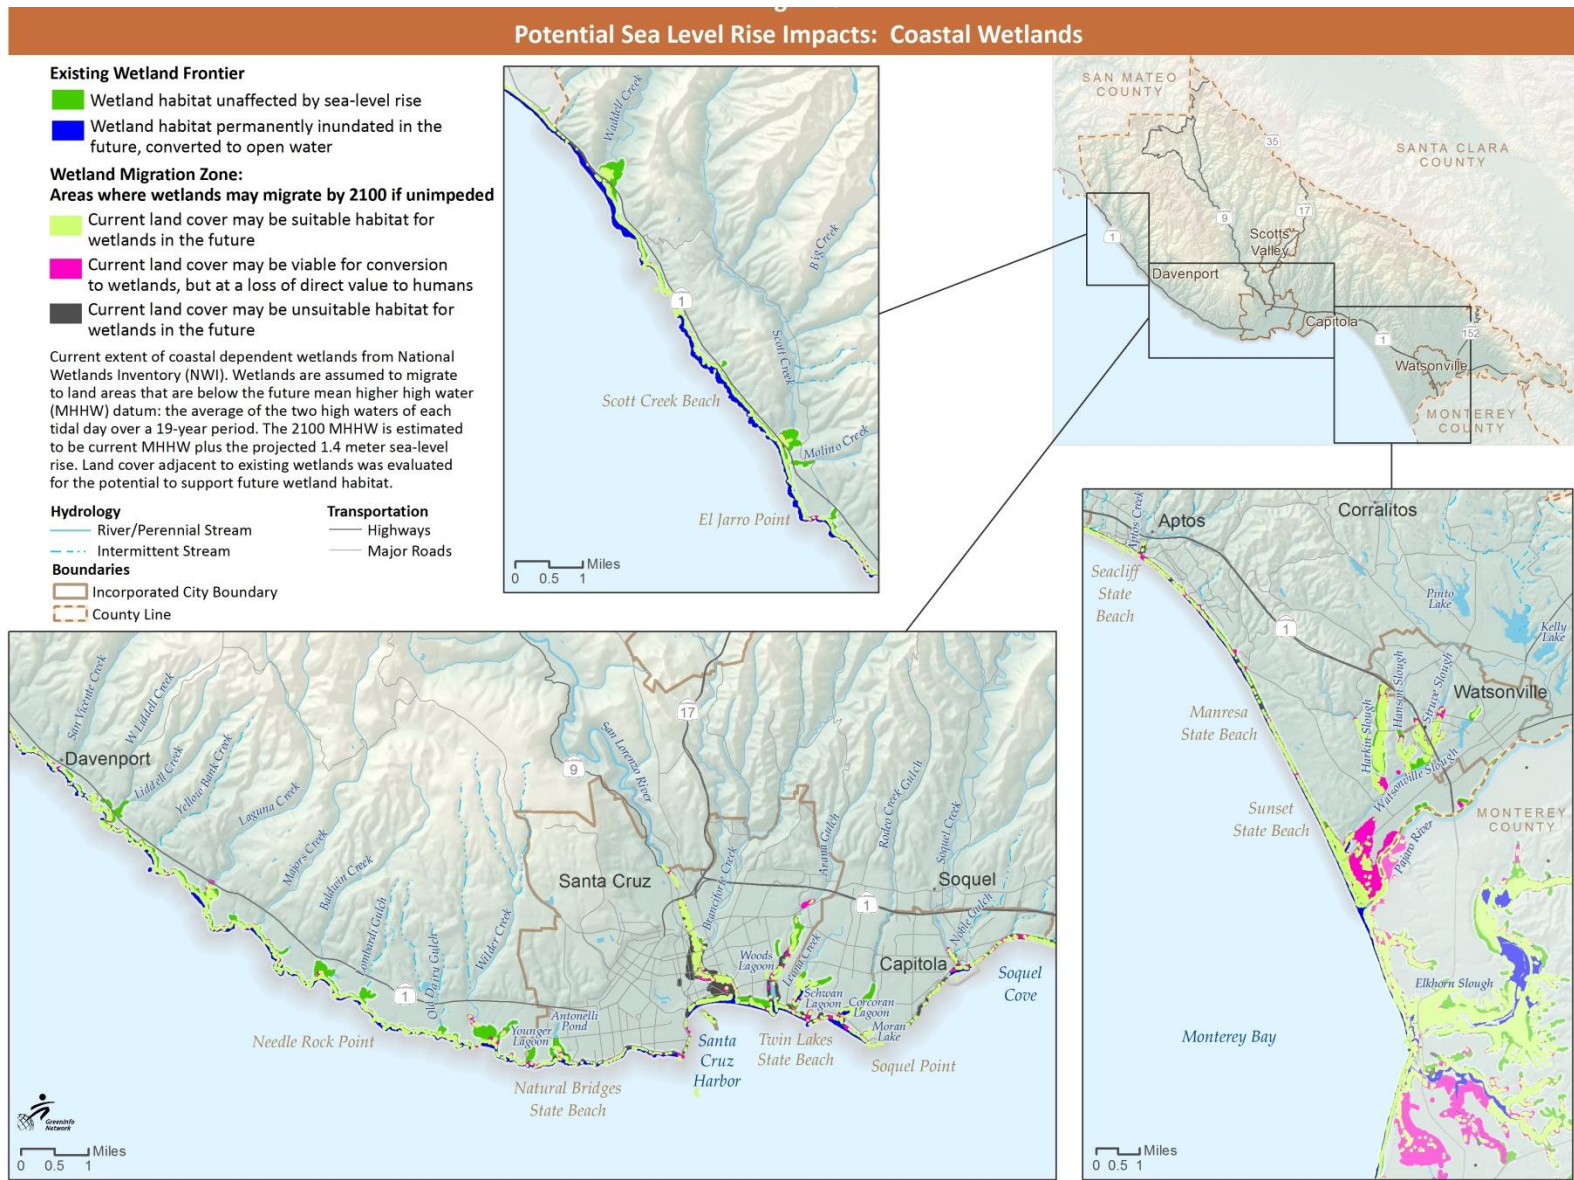 Potential Sea Level Rise Impacts: Coastal Wetlands
Existing Wetland Frontier
Wetland habitat unaffected by sea-level rise
Wetland habitat permanently inundated in the
future, converted to open water
Wetland Migration Zone:
Areas where wetlands may migrate by 2100 if unimpeded
Current land cover may be suitable habitat for
wetlands in the future
Current land cover may be viable for conversion
to wetlands, but at a loss of direct value to humans
Current land cover may be unsuitable habitat for
wetlands in the future
Current extent of coastal dependent wetlands from National
Wetlands Inventory (NWI). Wetlands are assumed to migrate
to land areas that are below the future mean higher high water
(MHHW) datum: the average of the two high waters of each
tidal day over a 19-year period. The 2100 MHHW is estimated
to be current MHHW plus the projected 1.4 meter sea-level
rise. Land cover adjacent to existing wetlands was evaluated
for the potential to support future wetland habitat.
Hydrology
River/Perennial Stream
Intermittent Stream
Transportation
Highways
Major Roads
Boundaries
Incorporated City Boundary
County Line
Waddell Creek
Big Creek
1
Scott Creek
Scott Creek Beach
Molino Creek
El Jarro Point
Miles
0 0.5 1
SAN MATEO
COUNTY
35
SANTA CLARA
COUNTY
9
17
1
Scotts
Valley
Davenport
Capitola
1
152
Watsonville
MONTEREY
COUNTY
Aptos Creek
Aptos
Corralitos
Seacliff
State
Beach
Pinto
Lake
1
Kelly
Lake
Harkin Slough
Hanson Slough
Struve Slough
Watsonville
Manresa
State Beach
Watsonville Slough
Sunset
State Beach
MONTEREY
COUNTY
Pajaro River
Elkhorn Slough
Monterey Bay
Miles
0 0.5 1
San Vicente Creek
W Liddell Creek
Davenport
Liddell Creek
Yellow Bank Creek
Laguna Creek
Majors Creek
Baldwin Creek
Lombardi Gulch
Old Dairy Gulch
Wilder Creek
9
San Lorenzo River
17
Santa Cruz
Branciforte Creek
Arana Gulch
Rodeo Creek Gulch
Soquel Creek
Soquel
1
Noble Gulch
Woods
Lagoon
Leona Creek
Capitola
Soquel
Cove
1
Schwan
Lagoon
Corcoran
Lagoon
Moran
Lake
Younger
Lagoon
Antonelli
Pond
Needle Rock Point
Santa
Cruz
Harbor
Twin Lakes
State Beach
Soquel Point
Natural Bridges
State Beach
GreenInfo
Network
Miles
0 0.5 1